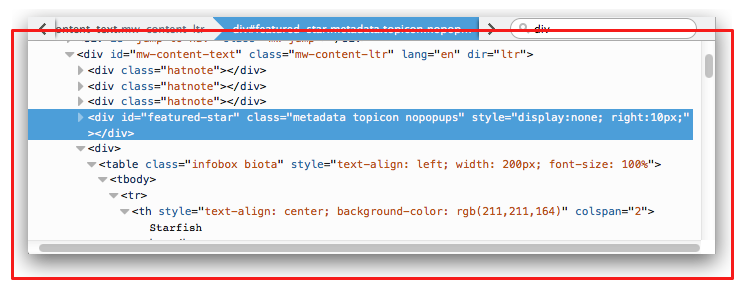 ontent-text.mw-content-ltr div#featured-star.metadata.topicon.nopop... div
<div id="mw-content-text" class="mw-content-ltr" lang="en" dir="ltr">
<div class="hatnote"></div>
<div class="hatnote"></div>
<div class="hatnote"></div>
<div id="featured-star" class="metadata topicon nopopups" style="display:none; right:10px;"
></div>
<div>
<table class="infobox biota" style="text-align: left; width: 200px; font-size: 100%">
<tbody>
<tr>
<th style="text-align: center; background-color: rgb(211,211,164)" colspan="2">
Starfish